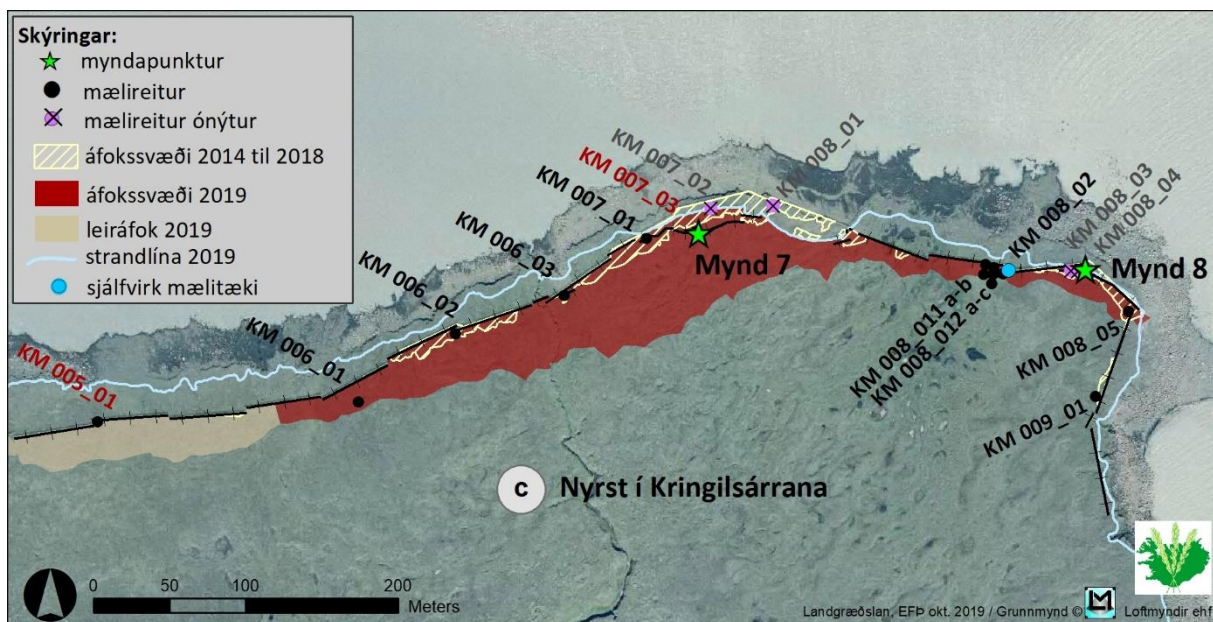 Skýringar:
myndapunktur
mælireitur
mælireitur ónýtur
áfokssvæði 2014 til 2018
áfokssvæði 2019
leiráfok 2019
strandlína 2019
sjálfvirk mælitæki
KM 005_01
KM 006_01
KM 006_02
KM 006_03
KM 007_01
KM 007_03
KM 007_02
KM 008_01
KM 008_02
KM 008_03
KM 008_04
Mynd 7
Mynd 8
KM 008_011 a-b
KM 008_012 a-c
KM 008_05
KM 009_01
c Nyrst í Kringilsárrana
0 50 100 200
Meters
Landgræðslan, EFÞ okt. 2019 / Grunnmynd © LM Loftmyndir ehf